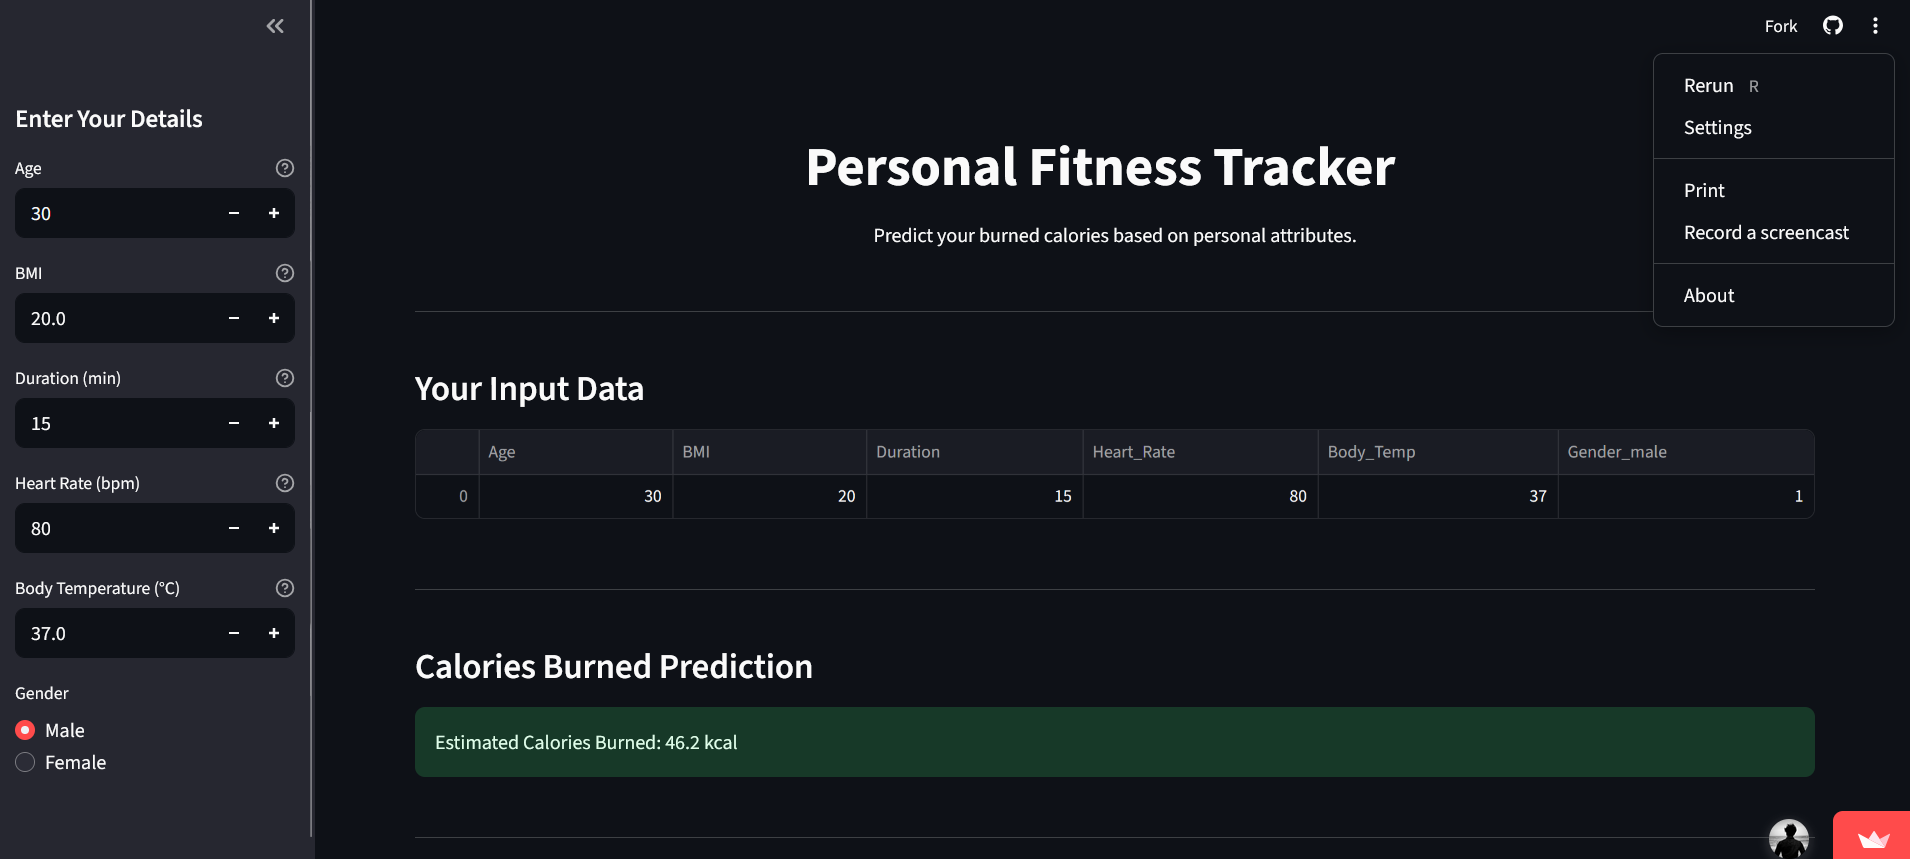 Enter Your Details
Age
30
BMI
20.0
Duration (min)
15
Heart Rate (bpm)
80
Body Temperature (°C)
37.0
Gender
Male
Female
Fork
Rerun R
Settings
Print
Record a screencast
About
Personal Fitness Tracker
Predict your burned calories based on personal attributes.
Your Input Data
Age BMI Duration Heart_Rate Body_Temp Gender_male
0 30 20 15 80 37 1
Calories Burned Prediction
Estimated Calories Burned: 46.2 kcal